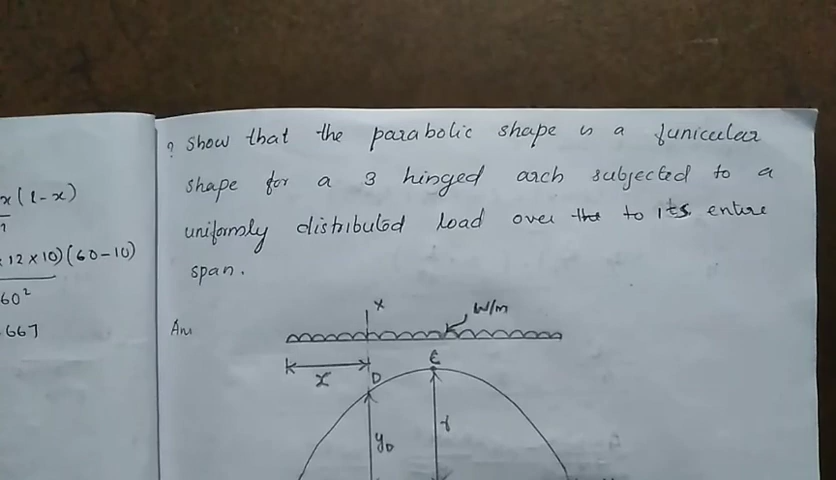 x(l-x)
12 x 10) (60-10)
60²
667
? Show that the parabolic shape is a funicular
shape for a 3 hinged arch subjected to a
uniformly distributed load over the to its entire
span.
Ans
x
W/m
x
D
C
yD
r